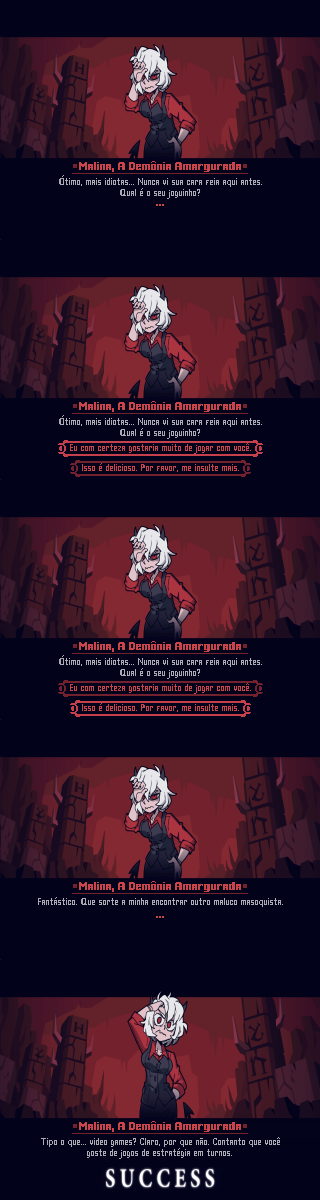 Malina, A Demônia Amargurada
Ótimo, mais idiotas... Nunca vi sua cara feia aqui antes.
Qual é o seu joguinho?
...
Malina, A Demônia Amargurada
Ótimo, mais idiotas... Nunca vi sua cara feia aqui antes.
Qual é o seu joguinho?
Eu com certeza gostaria muito de jogar com você.
Isso é delicioso. Por favor, me insulte mais.
Malina, A Demônia Amargurada
Ótimo, mais idiotas... Nunca vi sua cara feia aqui antes.
Qual é o seu joguinho?
Eu com certeza gostaria muito de jogar com você.
Isso é delicioso. Por favor, me insulte mais.
Malina, A Demônia Amargurada
Fantástico. Que sorte a minha encontrar outro maluco masoquista.
...
Malina, A Demônia Amargurada
Tipo o que... video games? Claro, por que não. Contanto que você
goste de jogos de estratégia em turnos.
SUCCESS